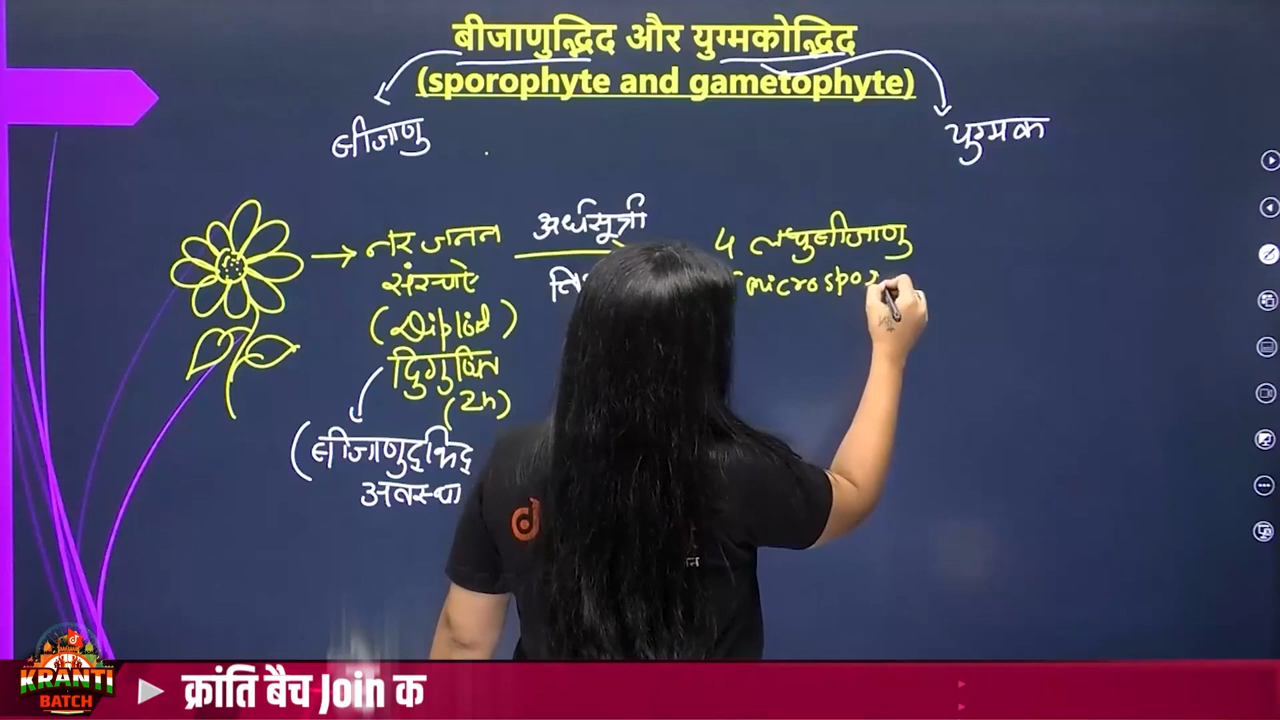 बीजाणुद्भिद और युग्मकोद्भिद
(sporophyte and gametophyte)
बीजाणु
युग्मक
नर जनन
संरचनाएं
(Diploid)
द्विगुणित
(2n)
(बीजाणुद्भिद
अवस्था
अर्धसूत्री
4 लघुबीजाणु
microspor
KRANTI
BATCH
क्रांति बैच Join क